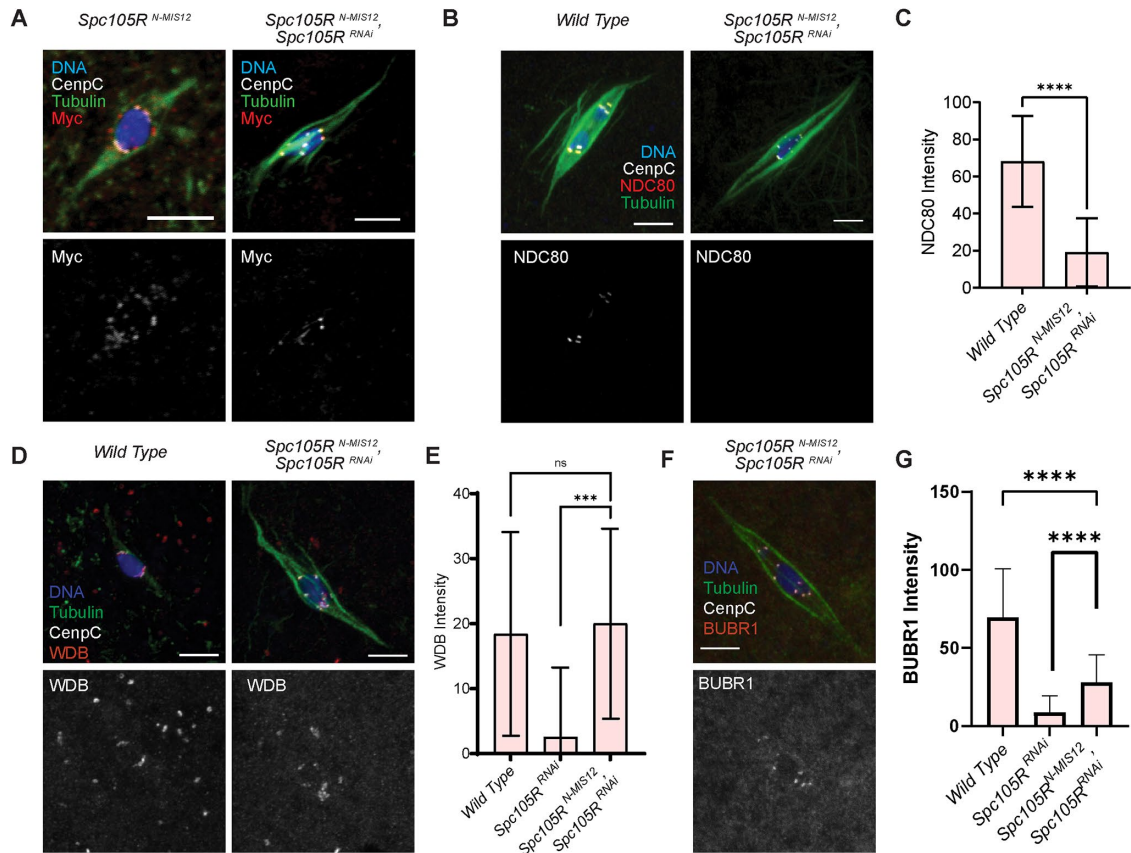 A
Spc105R N-MIS12
Spc105R N-MIS12,
Spc105R RNAi
DNA
CenpC
Tubulin
Myc
DNA
CenpC
Tubulin
Myc
Myc
Myc
B
Wild Type
Spc105R N-MIS12,
Spc105R RNAi
DNA
CenpC
NDC80
Tubulin
NDC80
NDC80
C
****
NDC80 Intensity
100
80
60
40
20
0
Wild Type
Spc105R N-MIS12,
Spc105R RNAi
D
Wild Type
Spc105R N-MIS12,
Spc105R RNAi
DNA
Tubulin
CenpC
WDB
WDB
WDB
E
ns
***
WDB Intensity
40
30
20
10
0
Wild Type
Spc105R RNAi
Spc105R N-MIS12,
Spc105R RNAi
F
Spc105R N-MIS12,
Spc105R RNAi
DNA
Tubulin
CenpC
BUBR1
BUBR1
G
****
****
BUBR1 Intensity
150
100
50
0
Wild Type
Spc105R RNAi
Spc105R N-MIS12,
Spc105R RNAi